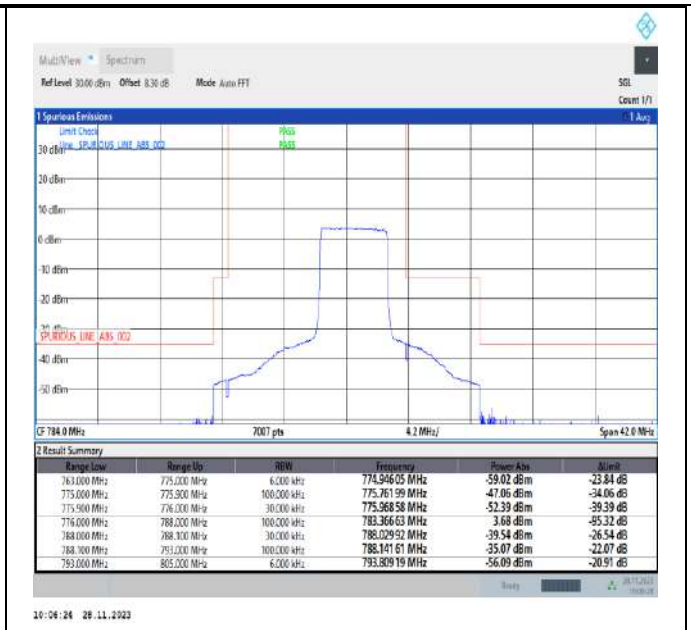 MultiView Spectrum
Ref Level 30.00 dBm Offset 8.30 dB Mode Auto FFT SGL
Count 1/1
1 Spurious Emissions 1 Avg
Limit Check PASS
Line _SPURIOUS_LINE_ABS_002 PASS
30 dBm
20 dBm
10 dBm
0 dBm
-10 dBm
-20 dBm
-30 dBm
SPURIOUS_LINE_ABS_002
-40 dBm
-50 dBm
CF 784.0 MHz 7007 pts 4.2 MHz/ Span 42.0 MHz
2 Result Summary
Range Low Range Up RBW Frequency Power Abs ΔLimit
763.000 MHz 775.000 MHz 6.000 kHz 774.94605 MHz -59.02 dBm -23.84 dB
775.000 MHz 775.900 MHz 100.000 kHz 775.76199 MHz -47.06 dBm -34.06 dB
775.900 MHz 776.000 MHz 30.000 kHz 775.96858 MHz -52.39 dBm -39.39 dB
776.000 MHz 788.000 MHz 100.000 kHz 783.36663 MHz 3.68 dBm -95.32 dB
788.000 MHz 788.100 MHz 30.000 kHz 788.02992 MHz -39.54 dBm -26.54 dB
788.100 MHz 793.000 MHz 100.000 kHz 788.14161 MHz -35.07 dBm -22.07 dB
793.000 MHz 805.000 MHz 6.000 kHz 793.80919 MHz -56.09 dBm -20.91 dB
Ready 28.11.2023
10:06:24 28.11.2023